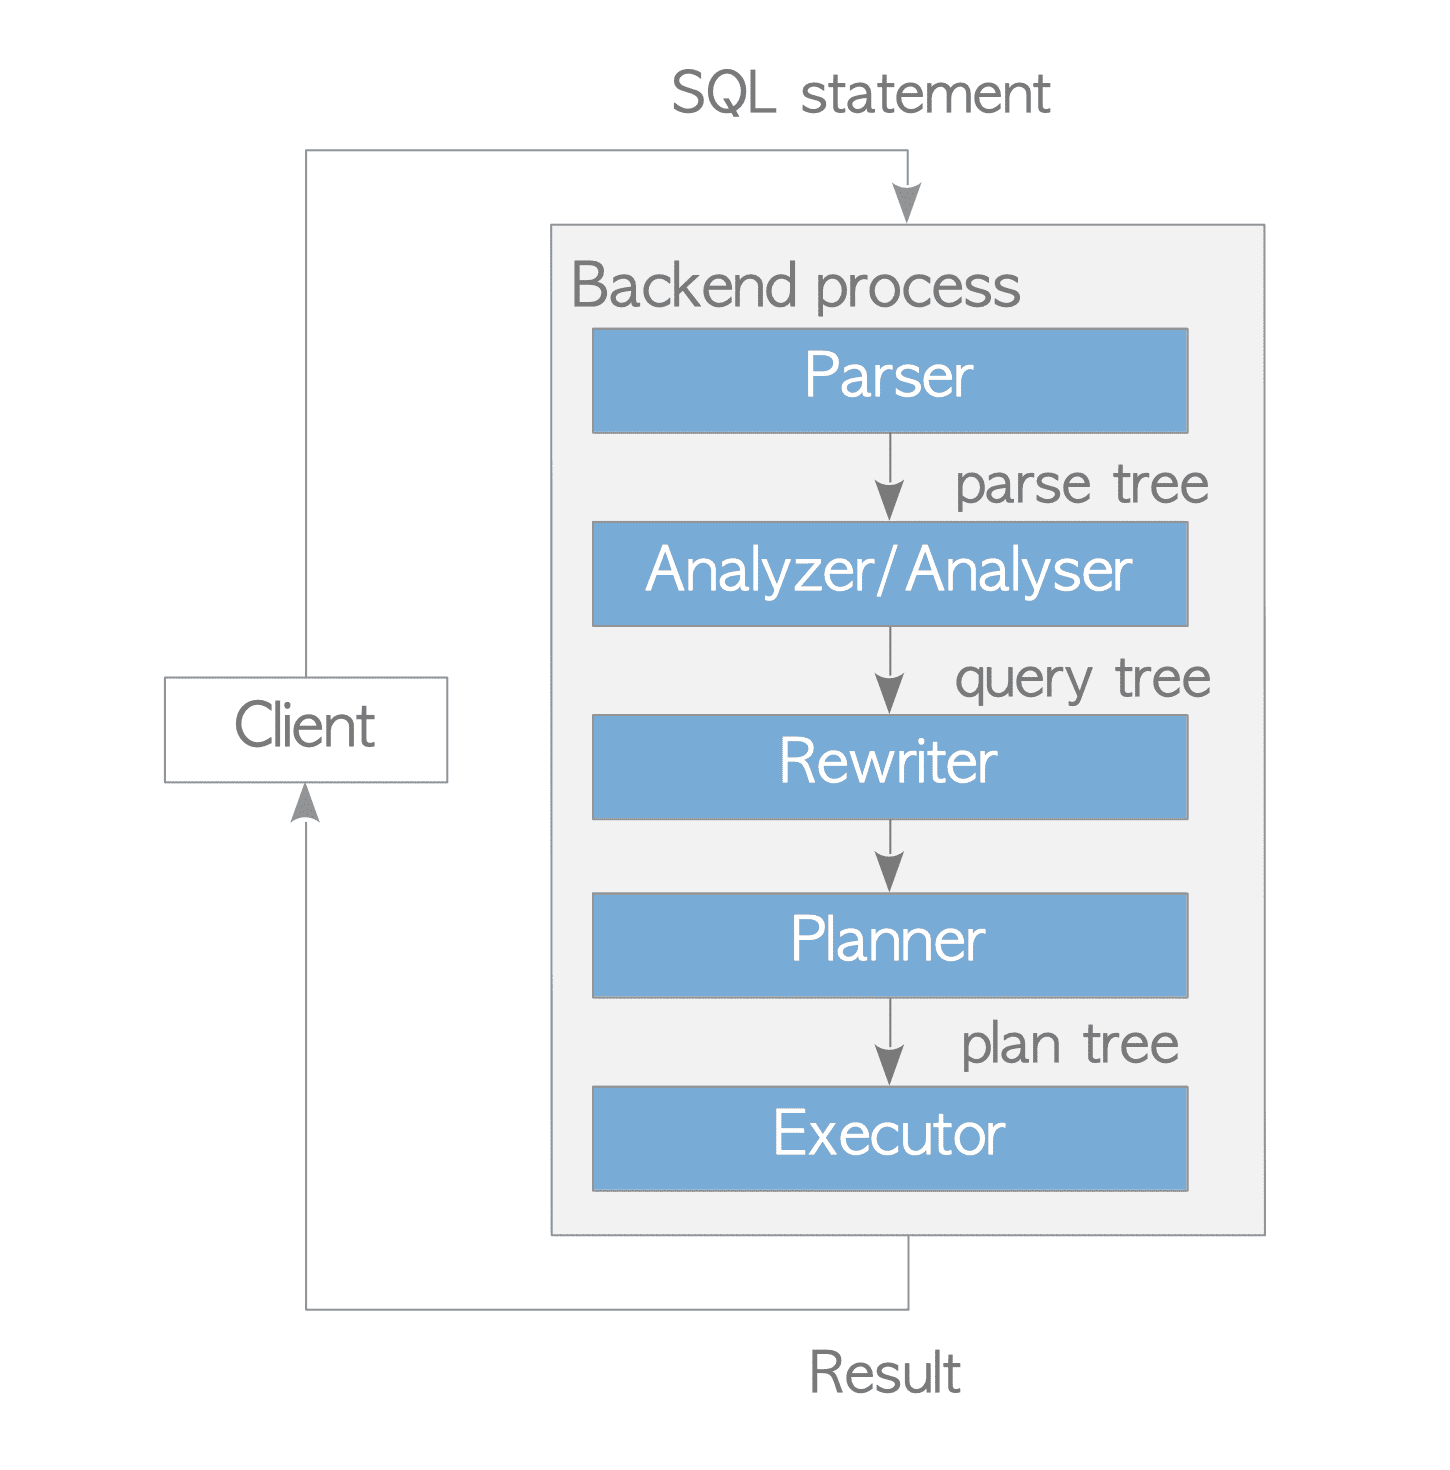 SQL statement
Backend process
Parser
parse tree
Analyzer/Analyser
query tree
Rewriter
Client
Planner
plan tree
Executor
Result